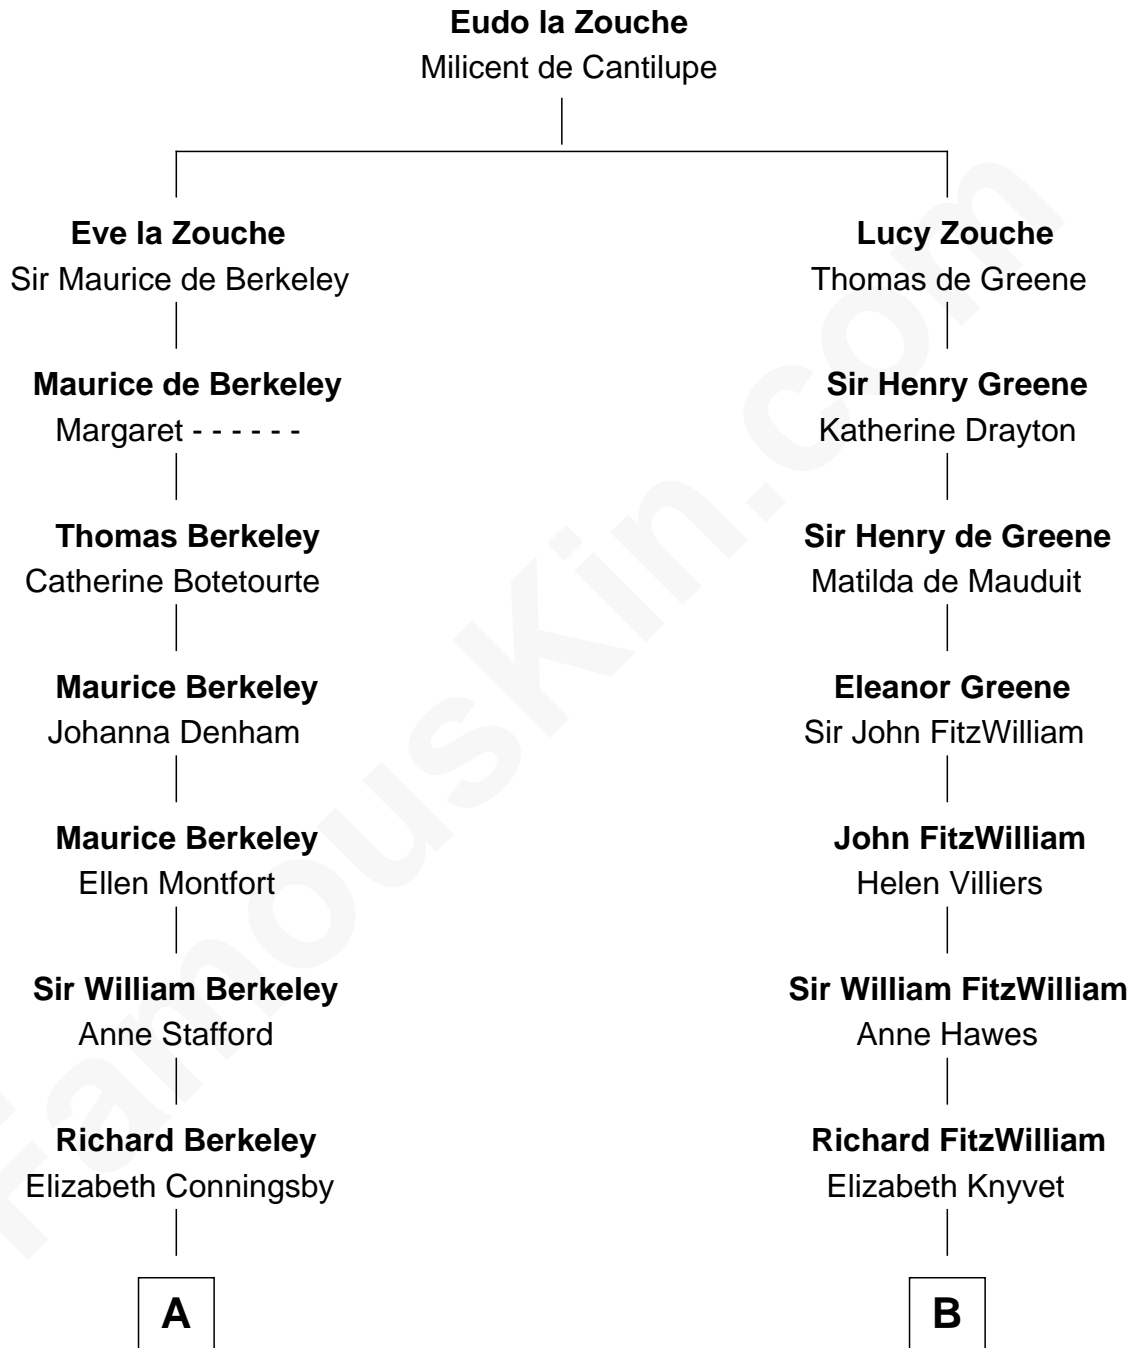 Eudo la Zouche
Milicent de Cantilupe
Eve la Zouche
Sir Maurice de Berkeley
Lucy Zouche
Thomas de Greene
Maurice de Berkeley
Margaret - - - - - -
Sir Henry Greene
Katherine Drayton
Thomas Berkeley
Catherine Botetourte
Sir Henry de Greene
Matilda de Mauduit
Maurice Berkeley
Johanna Denham
Eleanor Greene
Sir John FitzWilliam
Maurice Berkeley
Ellen Montfort
John FitzWilliam
Helen Villiers
Sir William Berkeley
Anne Stafford
Sir William FitzWilliam
Anne Hawes
Richard Berkeley
Elizabeth Conningsby
Richard FitzWilliam
Elizabeth Knyvet
A
B
FamousKin.com